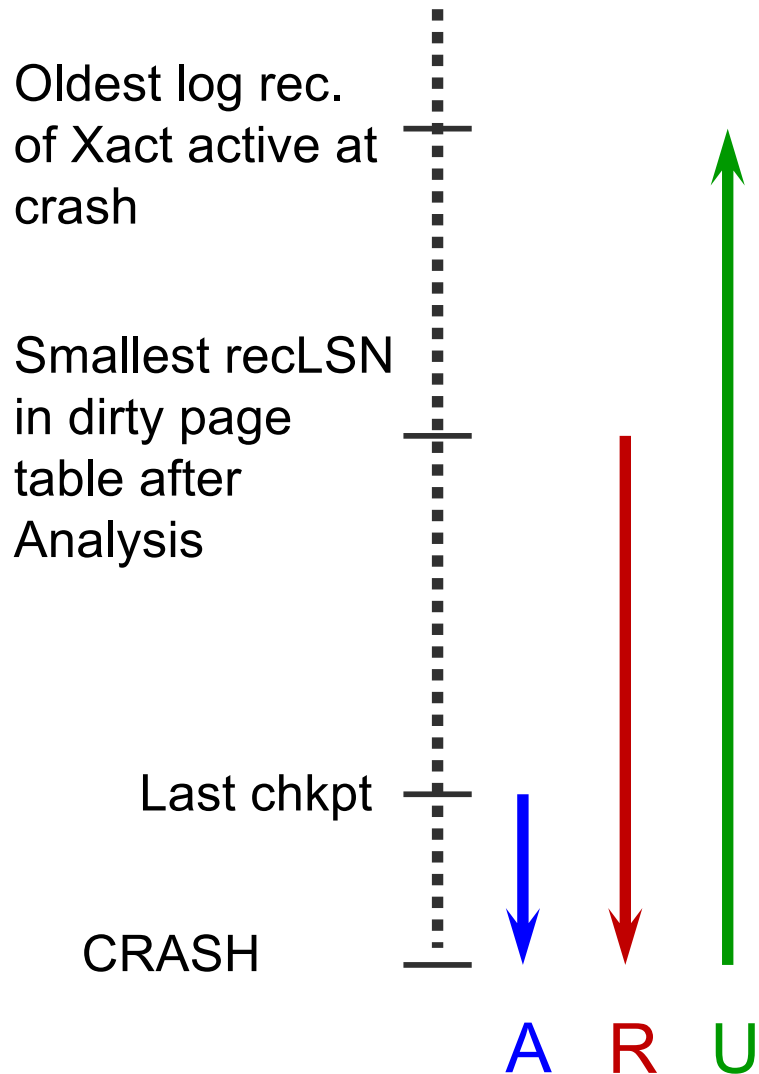 Oldest log rec.
of Xact active at
crash
Smallest recLSN
in dirty page
table after
Analysis
Last chkpt
CRASH
A R U